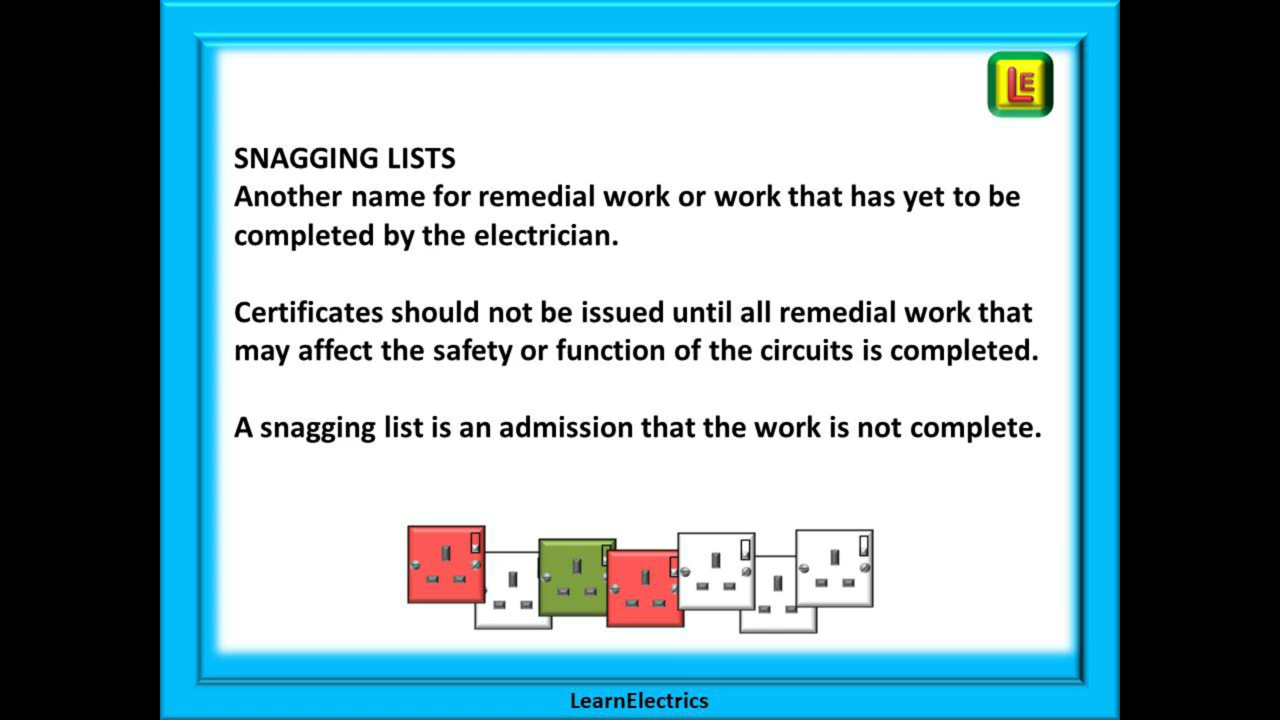 LE
SNAGGING LISTS
Another name for remedial work or work that has yet to be
completed by the electrician.
Certificates should not be issued until all remedial work that
may affect the safety or function of the circuits is completed.
A snagging list is an admission that the work is not complete.
LearnElectrics